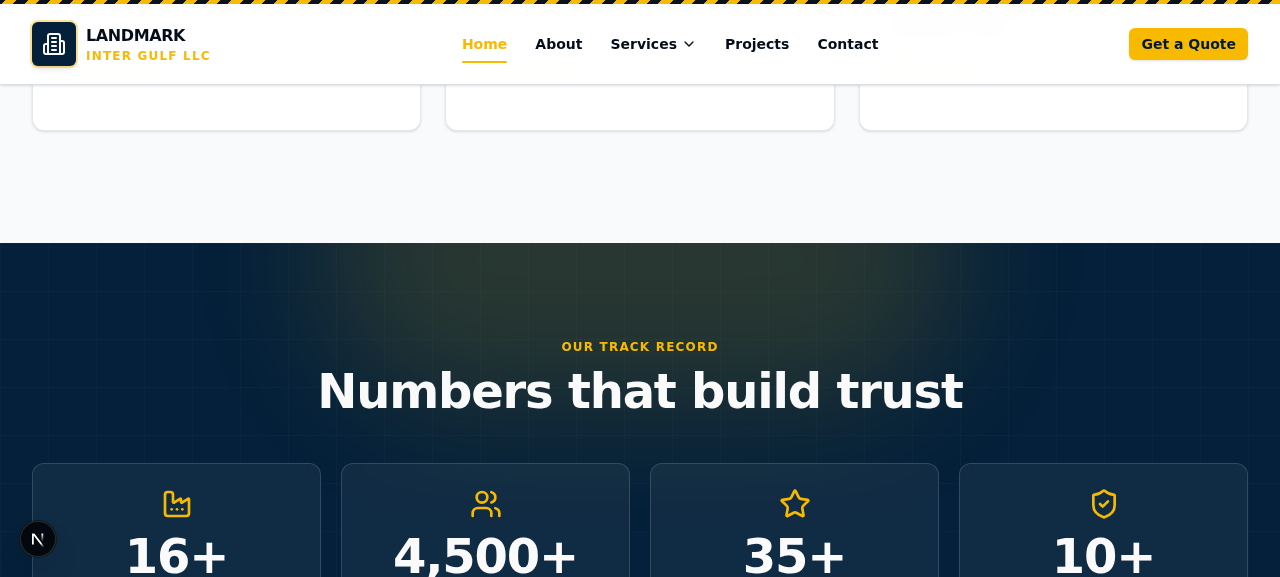 LANDMARK
INTER GULF LLC
Home
About
Services
Projects
Contact
Get a Quote
OUR TRACK RECORD
Numbers that build trust
N
16+
4,500+
35+
10+